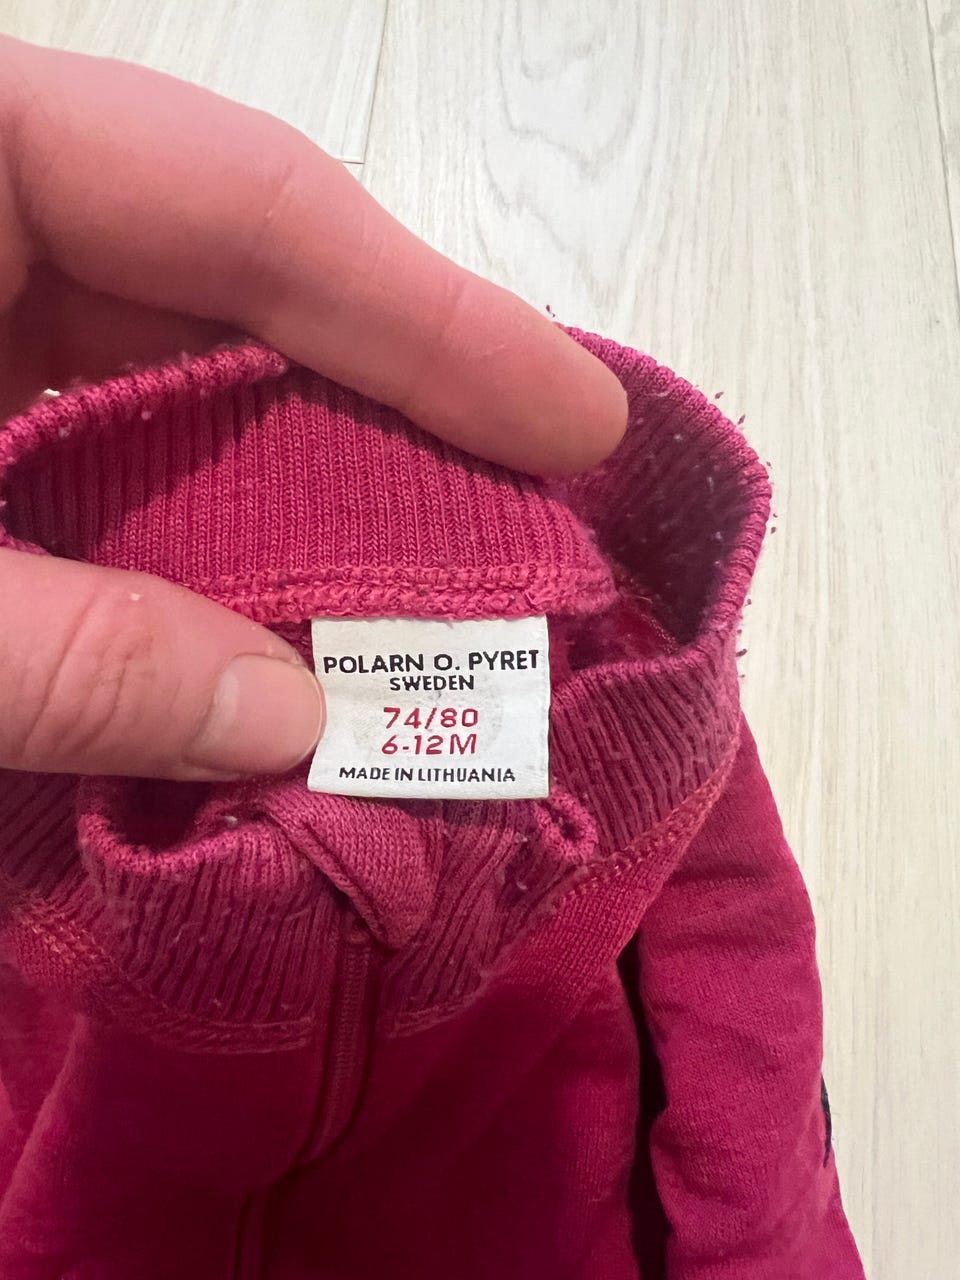 POLARN O. PYRET
SWEDEN
74/80
6-12M
MADE IN LITHUANIA